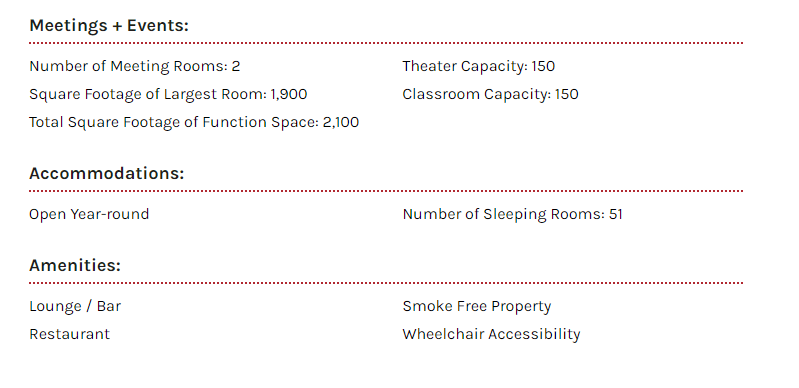 Meetings + Events:
Number of Meeting Rooms: 2
Theater Capacity: 150
Square Footage of Largest Room: 1,900
Classroom Capacity: 150
Total Square Footage of Function Space: 2,100
Accommodations:
Open Year-round
Number of Sleeping Rooms: 51
Amenities:
Lounge / Bar
Smoke Free Property
Restaurant
Wheelchair Accessibility